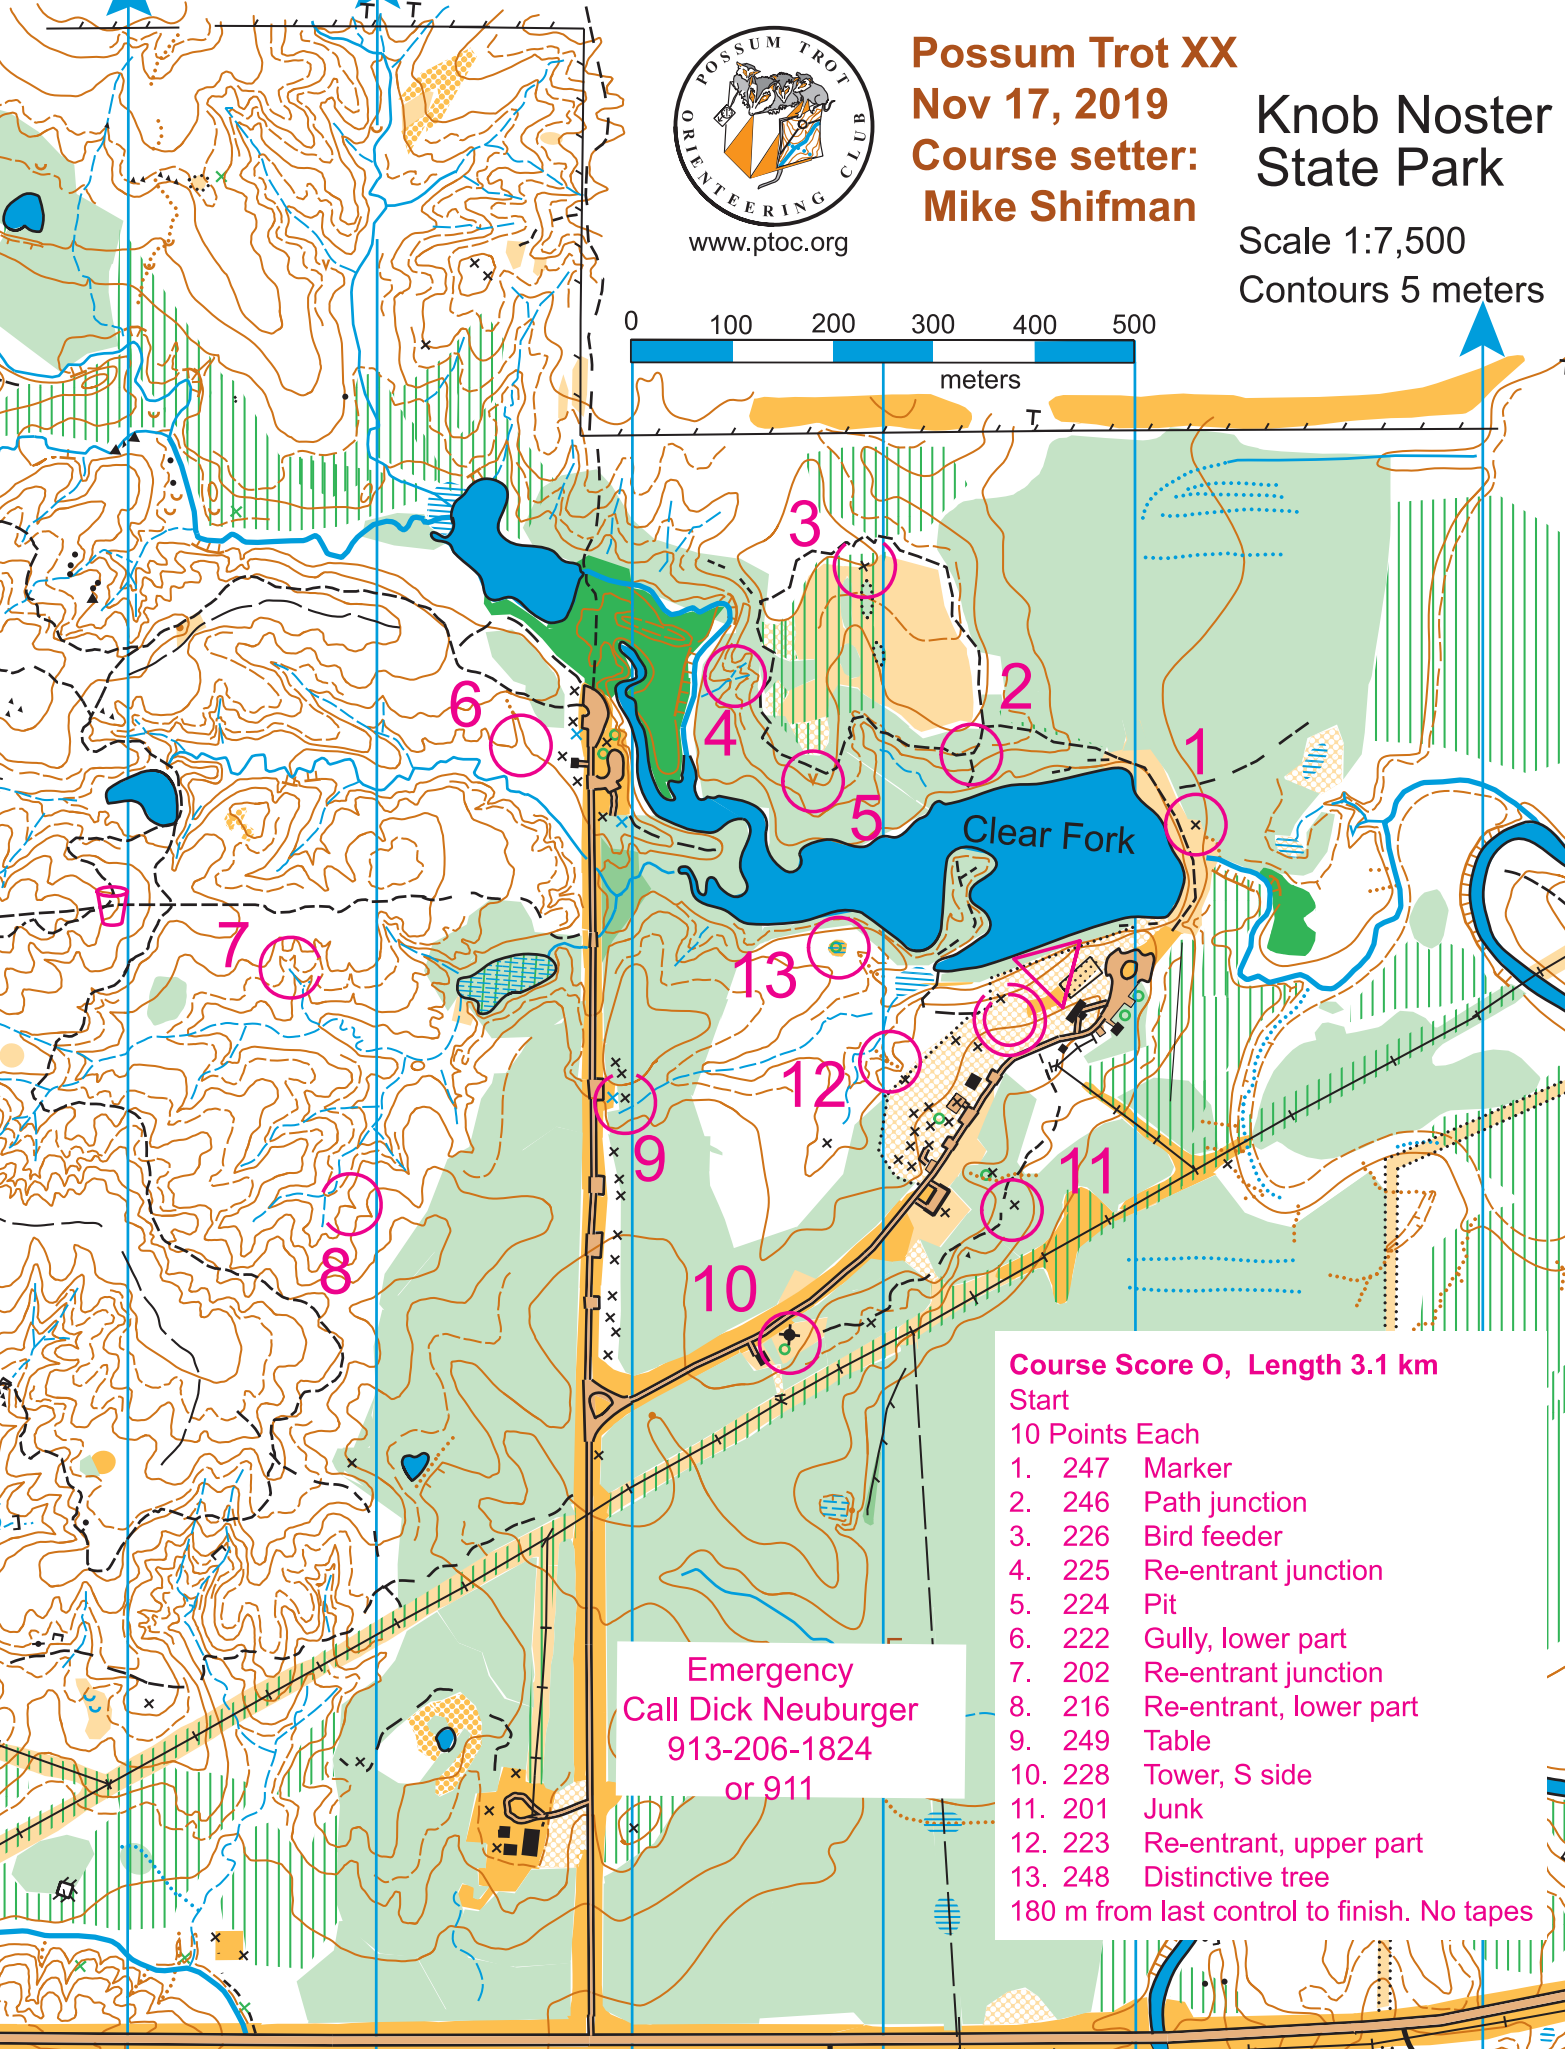 POSSUM TROT
ORIENTEERING CLUB
www.ptoc.org
Possum Trot XX
Nov 17, 2019
Course setter:
Mike Shifman
Knob Noster
State Park
Scale 1:7,500
Contours 5 meters
0 100 200 300 400 500
meters
T T
T
3
2
6
4
1
5
Clear Fork
7
13
12
9
11
8
10
Course Score O, Length 3.1 km
Start
10 Points Each
1. 247 Marker
2. 246 Path junction
3. 226 Bird feeder
4. 225 Re-entrant junction
5. 224 Pit
6. 222 Gully, lower part
7. 202 Re-entrant junction
8. 216 Re-entrant, lower part
9. 249 Table
10. 228 Tower, S side
11. 201 Junk
12. 223 Re-entrant, upper part
13. 248 Distinctive tree
180 m from last control to finish. No tapes
Emergency
Call Dick Neuburger
913-206-1824
or 911